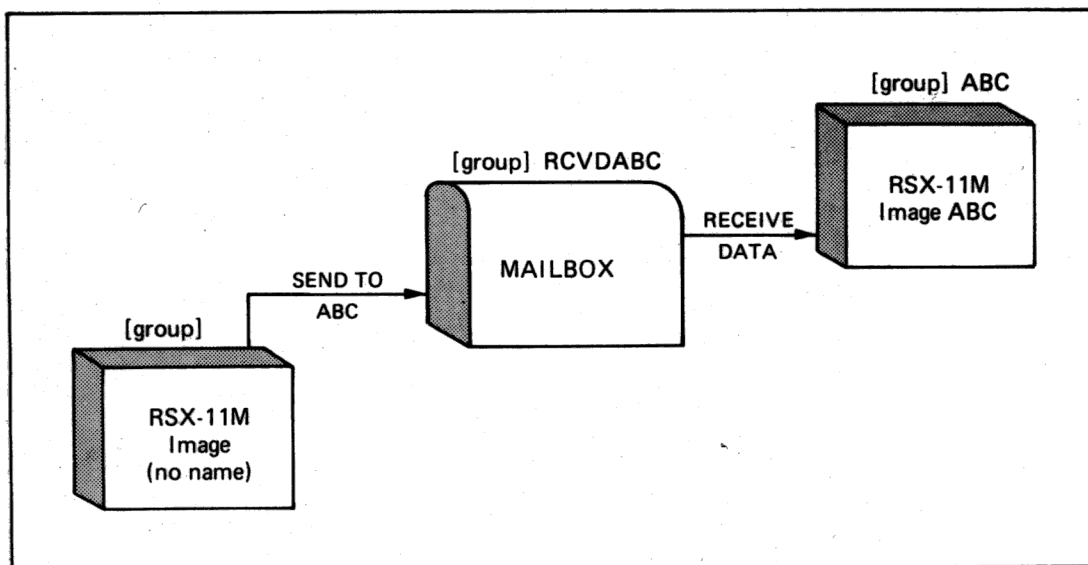 [group] ABC
RSX-11M
Image ABC
[group] RCVDABC
MAILBOX
RECEIVE
DATA
SEND TO
ABC
[group]
RSX-11M
Image
(no name)